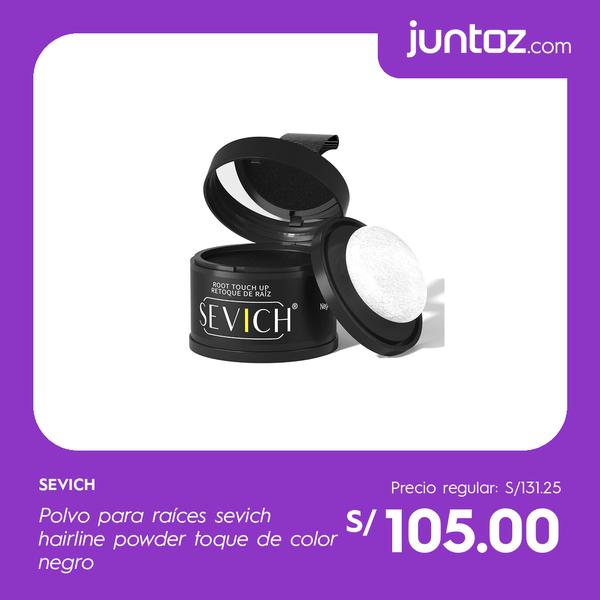 juntoz.com
ROOT TOUCH UP
RETOQUE DE RAÍZ
SEVICH®
SEVICH
Polvo para raíces sevich
hairline powder toque de color
negro
Precio regular: S/131.25
S/ 105.00